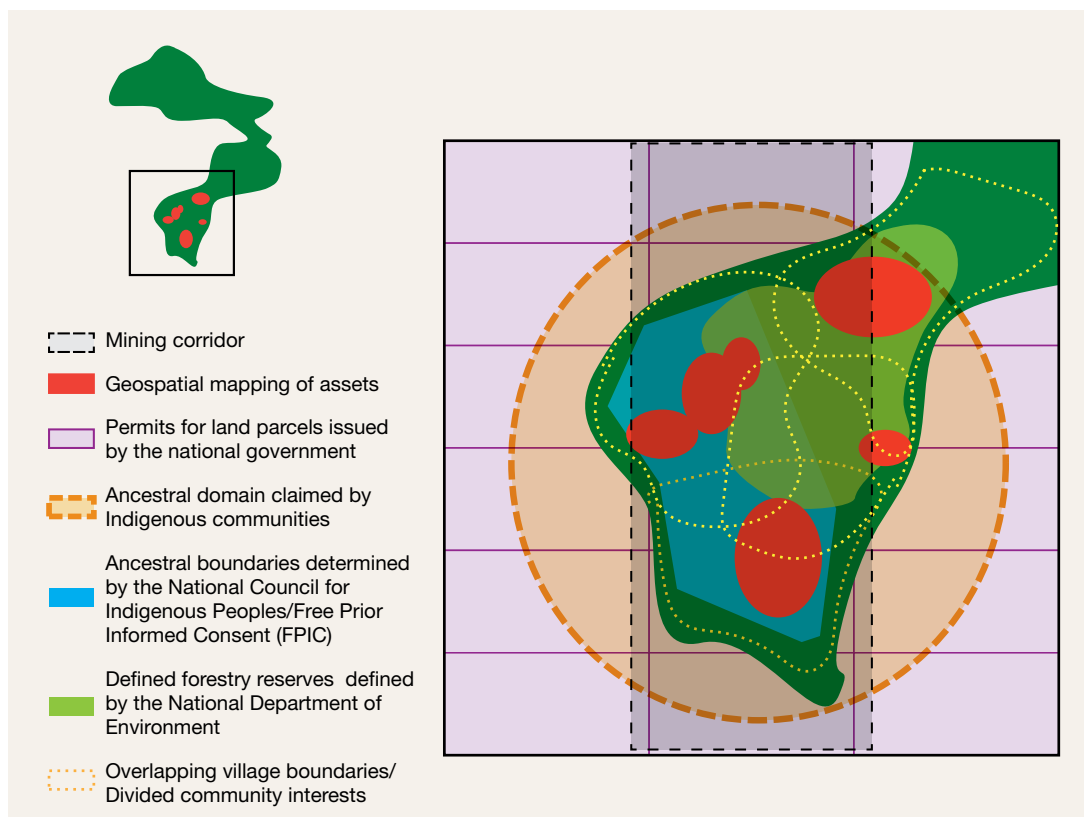 Mining corridor
Geospatial mapping of assets
Permits for land parcels issued
by the national government
Ancestral domain claimed by
Indigenous communities
Ancestral boundaries determined
by the National Council for
Indigenous Peoples/Free Prior
Informed Consent (FPIC)
Defined forestry reserves  defined
by the National Department of
Environment
Overlapping village boundaries/
Divided community interests